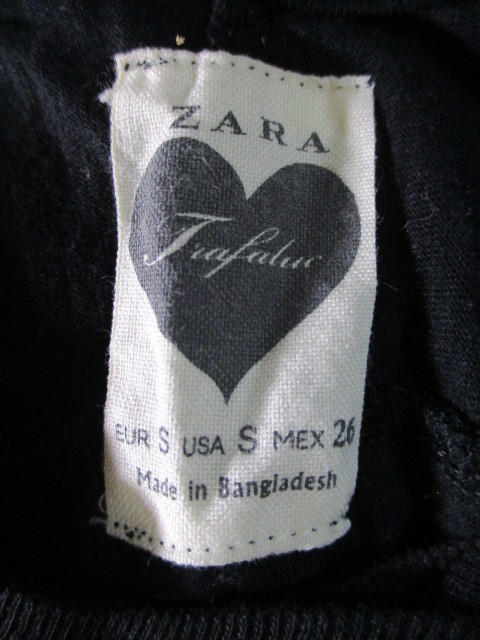 ZARA
Trafaluc
EUR S USA S MEX 26
Made in Bangladesh